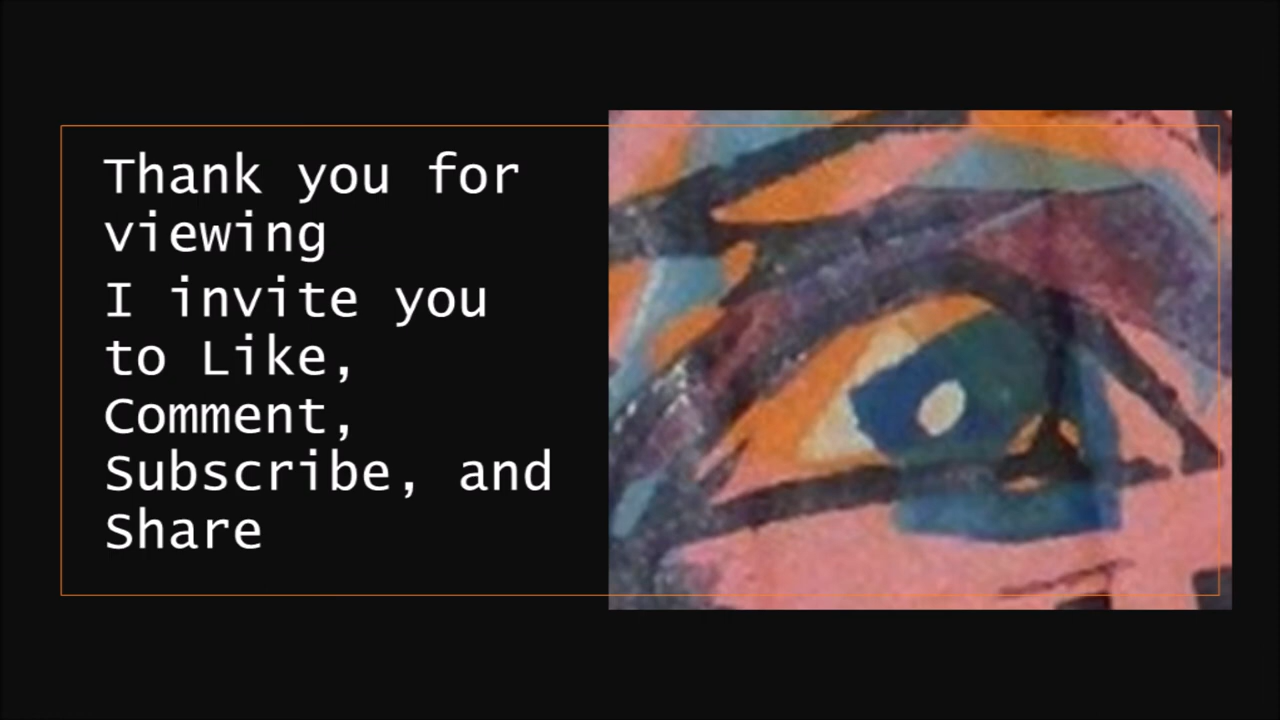 Thank you for
viewing
I invite you
to Like,
Comment,
Subscribe, and
Share